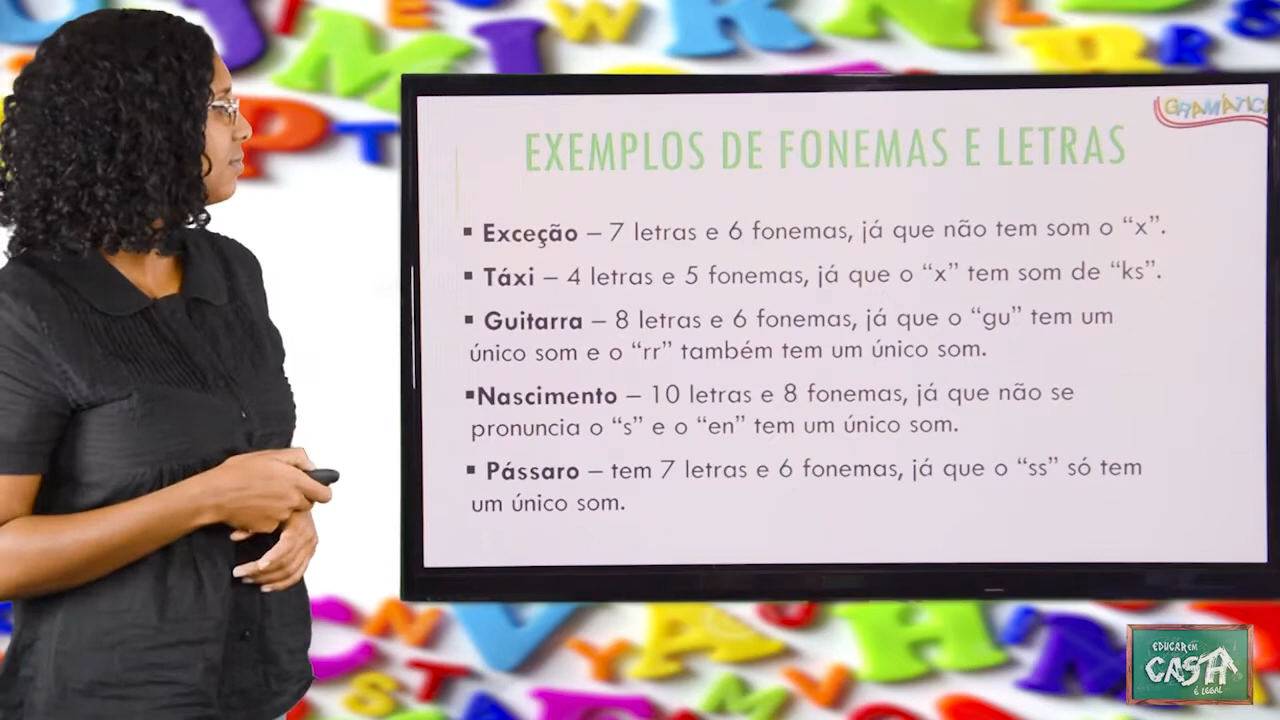 GRAMÁTIC
EXEMPLOS DE FONEMAS E LETRAS
▪ Exceção – 7 letras e 6 fonemas, já que não tem som o “x”.
▪ Táxi – 4 letras e 5 fonemas, já que o “x” tem som de “ks”.
▪ Guitarra – 8 letras e 6 fonemas, já que o “gu” tem um
único som e o “rr” também tem um único som.
▪Nascimento – 10 letras e 8 fonemas, já que não se
pronuncia o “s” e o “en” tem um único som.
▪ Pássaro – tem 7 letras e 6 fonemas, já que o “ss” só tem
um único som.
EDUCAR EM
CASA
É LEGAL